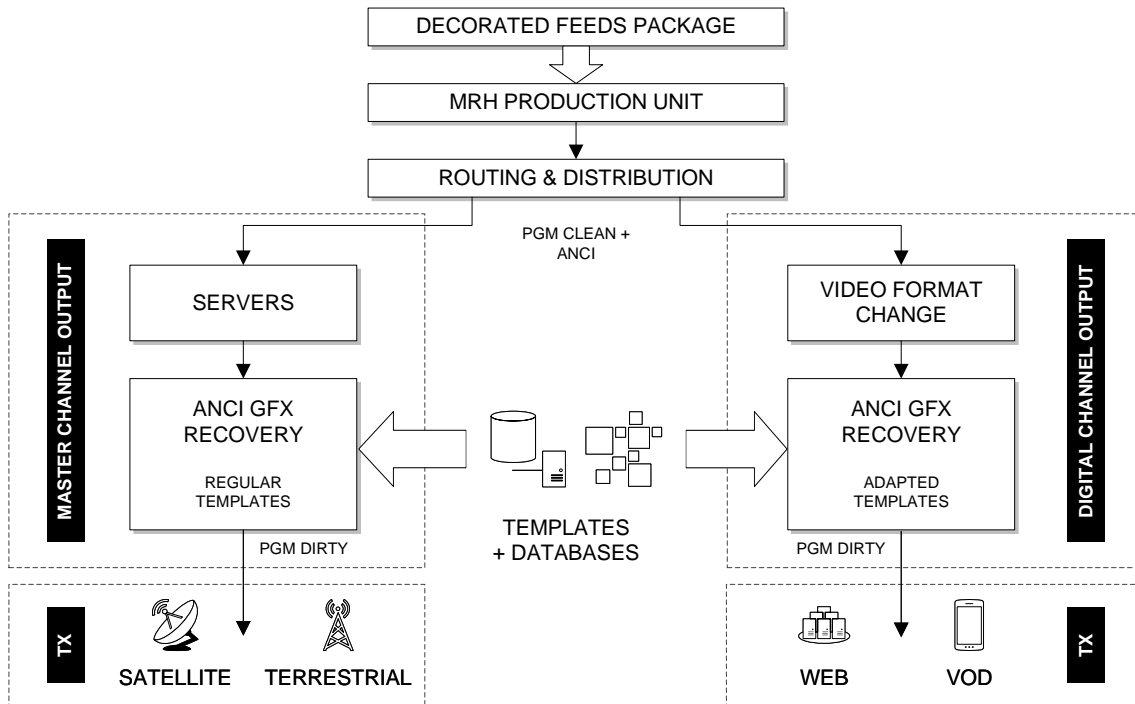 DECORATED FEEDS PACKAGE
MRH PRODUCTION UNIT
ROUTING & DISTRIBUTION
PGM CLEAN +
ANCI
MASTER CHANNEL OUTPUT
SERVERS
ANCI GFX
RECOVERY
REGULAR
TEMPLATES
PGM DIRTY
TEMPLATES
+ DATABASES
VIDEO FORMAT
CHANGE
ANCI GFX
RECOVERY
ADAPTED
TEMPLATES
PGM DIRTY
DIGITAL CHANNEL OUTPUT
TX
SATELLITE
TERRESTRIAL
WEB
VOD
TX